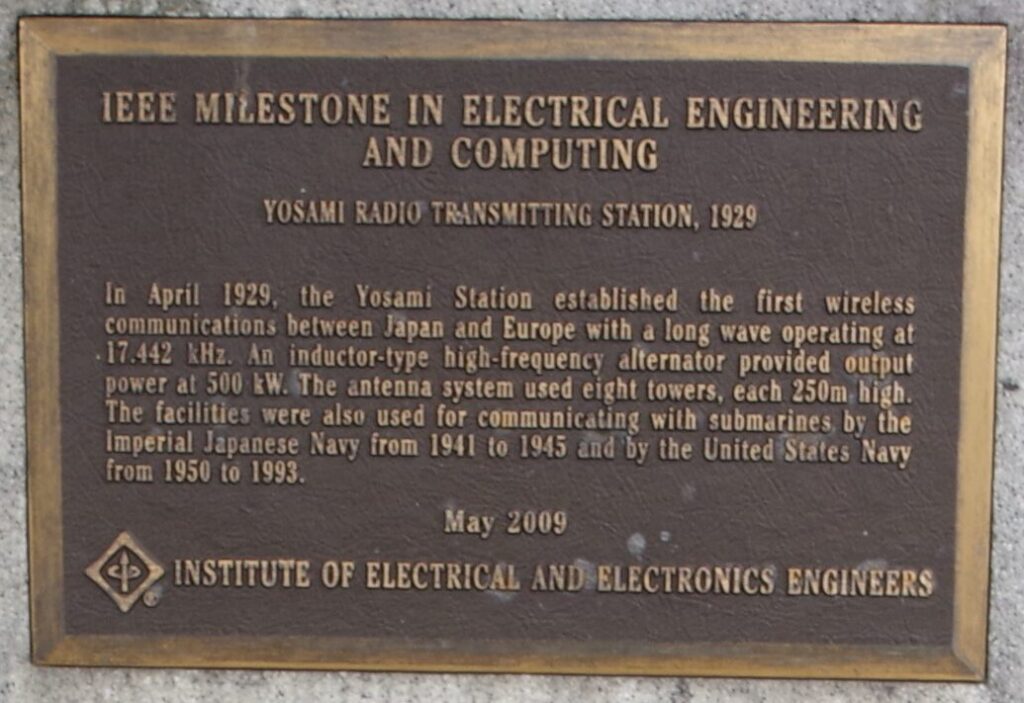 IEEE MILESTONE IN ELECTRICAL ENGINEERING
AND COMPUTING
YOSAMI RADIO TRANSMITTING STATION, 1929
In April 1929, the Yosami Station established the first wireless
communications between Japan and Europe with a long wave operating at
17.442 kHz. An inductor-type high-frequency alternator provided output
power at 500 kW. The antenna system used eight towers, each 250m high.
The facilities were also used for communicating with submarines by the
Imperial Japanese Navy from 1941 to 1945 and by the United States Navy
from 1950 to 1993.
May 2009
INSTITUTE OF ELECTRICAL AND ELECTRONICS ENGINEERS